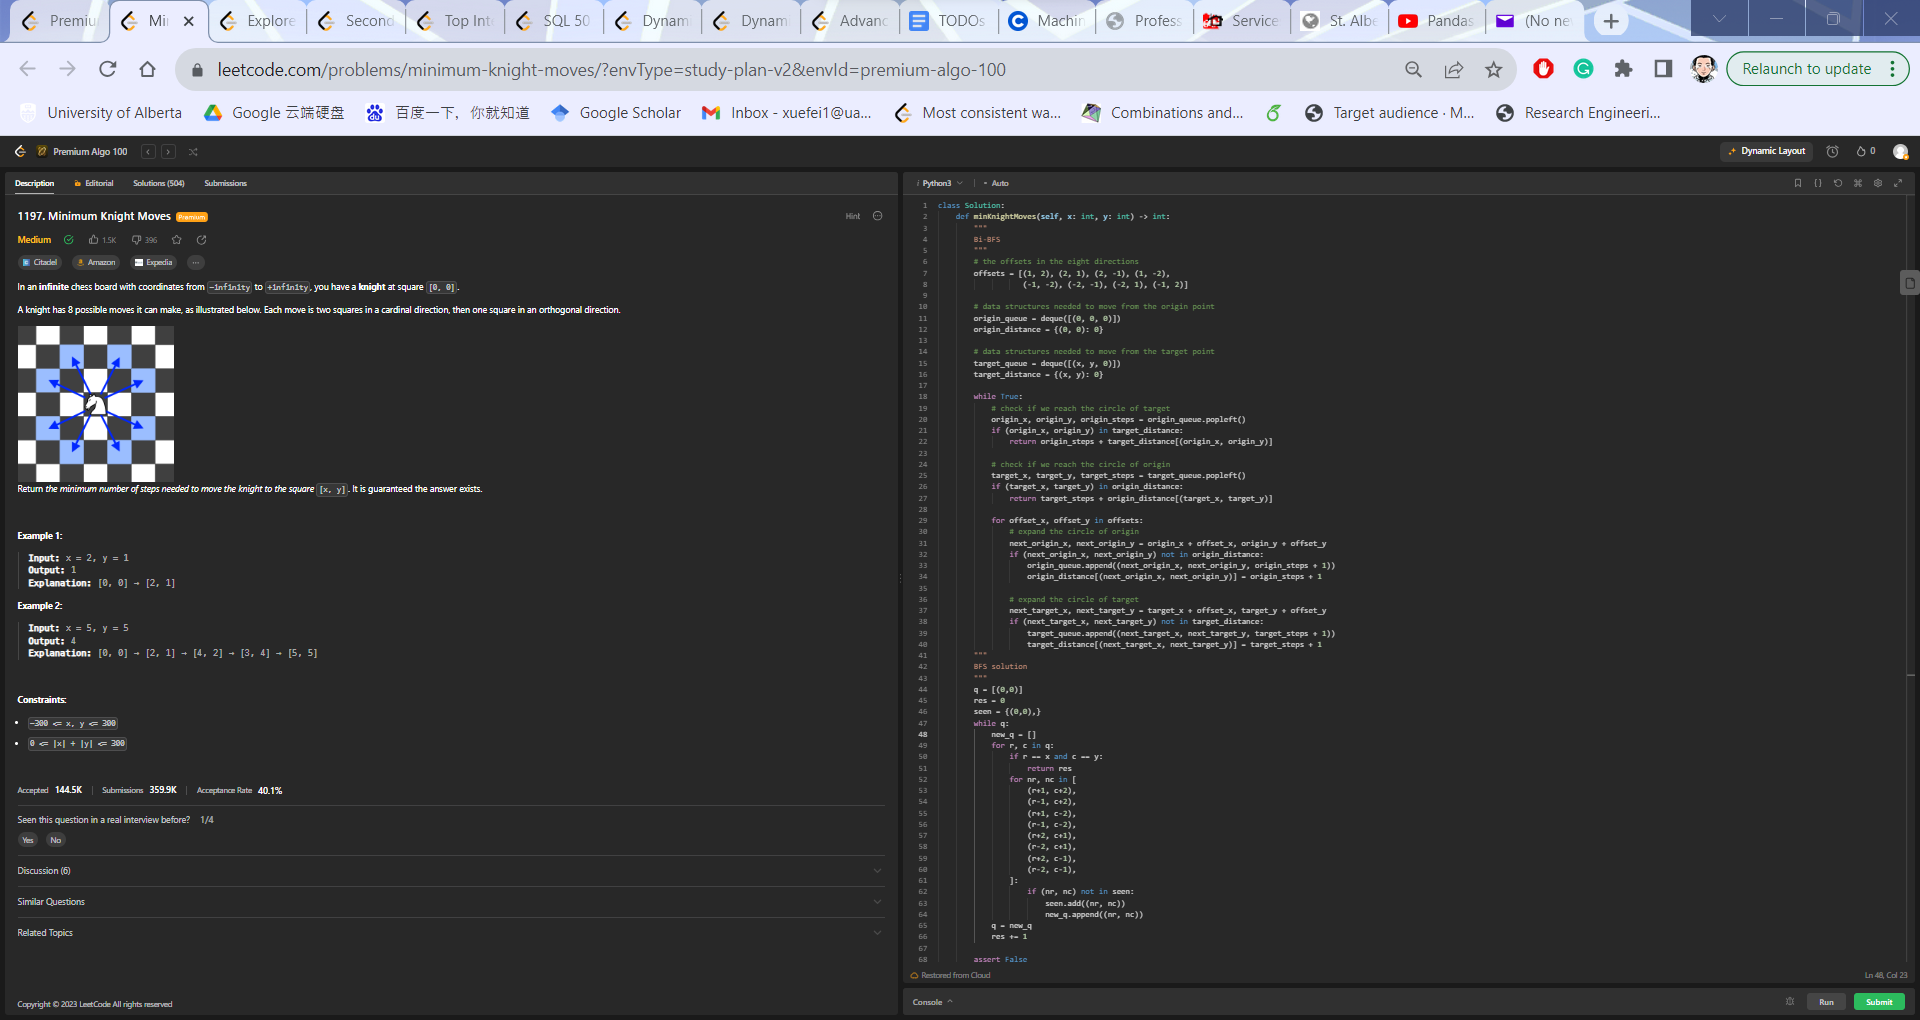 Premiu
Mi
Explore
Second
Top Int
SQL 50
Dynam
Dynam
Advanc
TODOs
Machin
Profess
Service
St. Albe
Pandas
(No ne
leetcode.com/problems/minimum-knight-moves/?envType=study-plan-v2&envId=premium-algo-100
Relaunch to update
University of Alberta
Google 云端硬盘
百度一下，你就知道
Google Scholar
Inbox - xuefei1@ua...
Most consistent wa...
Combinations and...
Target audience · M...
Research Engineeri...
Premium Algo 100
Dynamic Layout
0
Description
Editorial
Solutions (504)
Submissions
1197. Minimum Knight Moves
Premium
Hint
Medium
1.5K
396
Citadel
Amazon
Expedia
...
In an infinite chess board with coordinates from -infinity to +infinity, you have a knight at square [0, 0].
A knight has 8 possible moves it can make, as illustrated below. Each move is two squares in a cardinal direction, then one square in an orthogonal direction.
Return the minimum number of steps needed to move the knight to the square [x, y]. It is guaranteed the answer exists.
Example 1:
Input: x = 2, y = 1
Output: 1
Explanation: [0, 0] → [2, 1]
Example 2:
Input: x = 5, y = 5
Output: 4
Explanation: [0, 0] → [2, 1] → [4, 2] → [3, 4] → [5, 5]
Constraints:
• -300 <= x, y <= 300
• 0 <= |x| + |y| <= 300
Accepted 144.5K | Submissions 359.9K | Acceptance Rate 40.1%
Seen this question in a real interview before? 1/4
Yes
No
Discussion (6)
Similar Questions
Related Topics
Copyright © 2023 LeetCode All rights reserved
i Python3
• Auto
1 class Solution:
2     def minKnightMoves(self, x: int, y: int) -> int:
3         """
4         Bi-BFS
5         """
6         # the offsets in the eight directions
7         offsets = [(1, 2), (2, 1), (2, -1), (1, -2),
8                    (-1, -2), (-2, -1), (-2, 1), (-1, 2)]
9
10         # data structures needed to move from the origin point
11         origin_queue = deque([(0, 0, 0)])
12         origin_distance = {(0, 0): 0}
13
14         # data structures needed to move from the target point
15         target_queue = deque([(x, y, 0)])
16         target_distance = {(x, y): 0}
17
18         while True:
19             # check if we reach the circle of target
20             origin_x, origin_y, origin_steps = origin_queue.popleft()
21             if (origin_x, origin_y) in target_distance:
22                 return origin_steps + target_distance[(origin_x, origin_y)]
23
24             # check if we reach the circle of origin
25             target_x, target_y, target_steps = target_queue.popleft()
26             if (target_x, target_y) in origin_distance:
27                 return target_steps + origin_distance[(target_x, target_y)]
28
29             for offset_x, offset_y in offsets:
30                 # expand the circle of origin
31                 next_origin_x, next_origin_y = origin_x + offset_x, origin_y + offset_y
32                 if (next_origin_x, next_origin_y) not in origin_distance:
33                     origin_queue.append((next_origin_x, next_origin_y, origin_steps + 1))
34                     origin_distance[(next_origin_x, next_origin_y)] = origin_steps + 1
35
36                 # expand the circle of target
37                 next_target_x, next_target_y = target_x + offset_x, target_y + offset_y
38                 if (next_target_x, next_target_y) not in target_distance:
39                     target_queue.append((next_target_x, next_target_y, target_steps + 1))
40                     target_distance[(next_target_x, next_target_y)] = target_steps + 1
41         """
42         BFS solution
43         """
44         q = [(0,0)]
45         res = 0
46         seen = {(0,0),}
47         while q:
48             new_q = []
49             for r, c in q:
50                 if r == x and c == y:
51                     return res
52                 for nr, nc in [
53                     (r+1, c+2),
54                     (r-1, c+2),
55                     (r+1, c-2),
56                     (r-1, c-2),
57                     (r+2, c+1),
58                     (r-2, c+1),
59                     (r+2, c-1),
60                     (r-2, c-1),
61                 ]:
62                     if (nr, nc) not in seen:
63                         seen.add((nr, nc))
64                         new_q.append((nr, nc))
65             q = new_q
66             res += 1
67
68         assert False
Restored from Cloud
Ln 48, Col 23
Console
Run
Submit